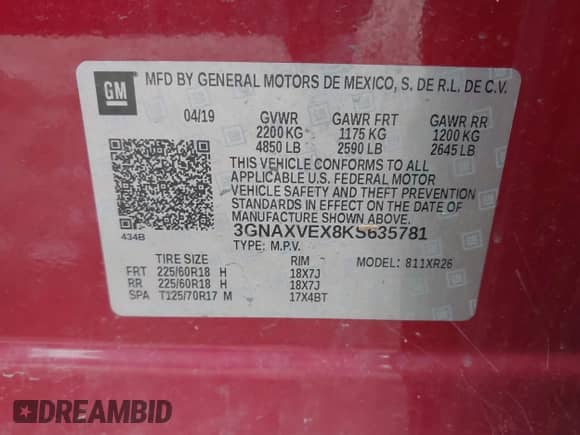 GM
MFD BY GENERAL MOTORS DE MEXICO, S. DE R.L. DE C.V.
04/19 GVWR GAWR FRT GAWR RR
2200 KG 1175 KG 1200 KG
4850 LB 2590 LB 2645 LB
THIS VEHICLE CONFORMS TO ALL
APPLICABLE U.S. FEDERAL MOTOR
VEHICLE SAFETY AND THEFT PREVENTION
STANDARDS IN EFFECT ON THE DATE OF
MANUFACTURE SHOWN ABOVE.
434B 3GNAXVEX8KS635781
TYPE: M.P.V.
TIRE SIZE RIM MODEL: 811XR26
FRT 225/60R18 H 18X7J
RR 225/60R18 H 18X7J
SPA T125/70R17 M 17X4BT
DREAMBID